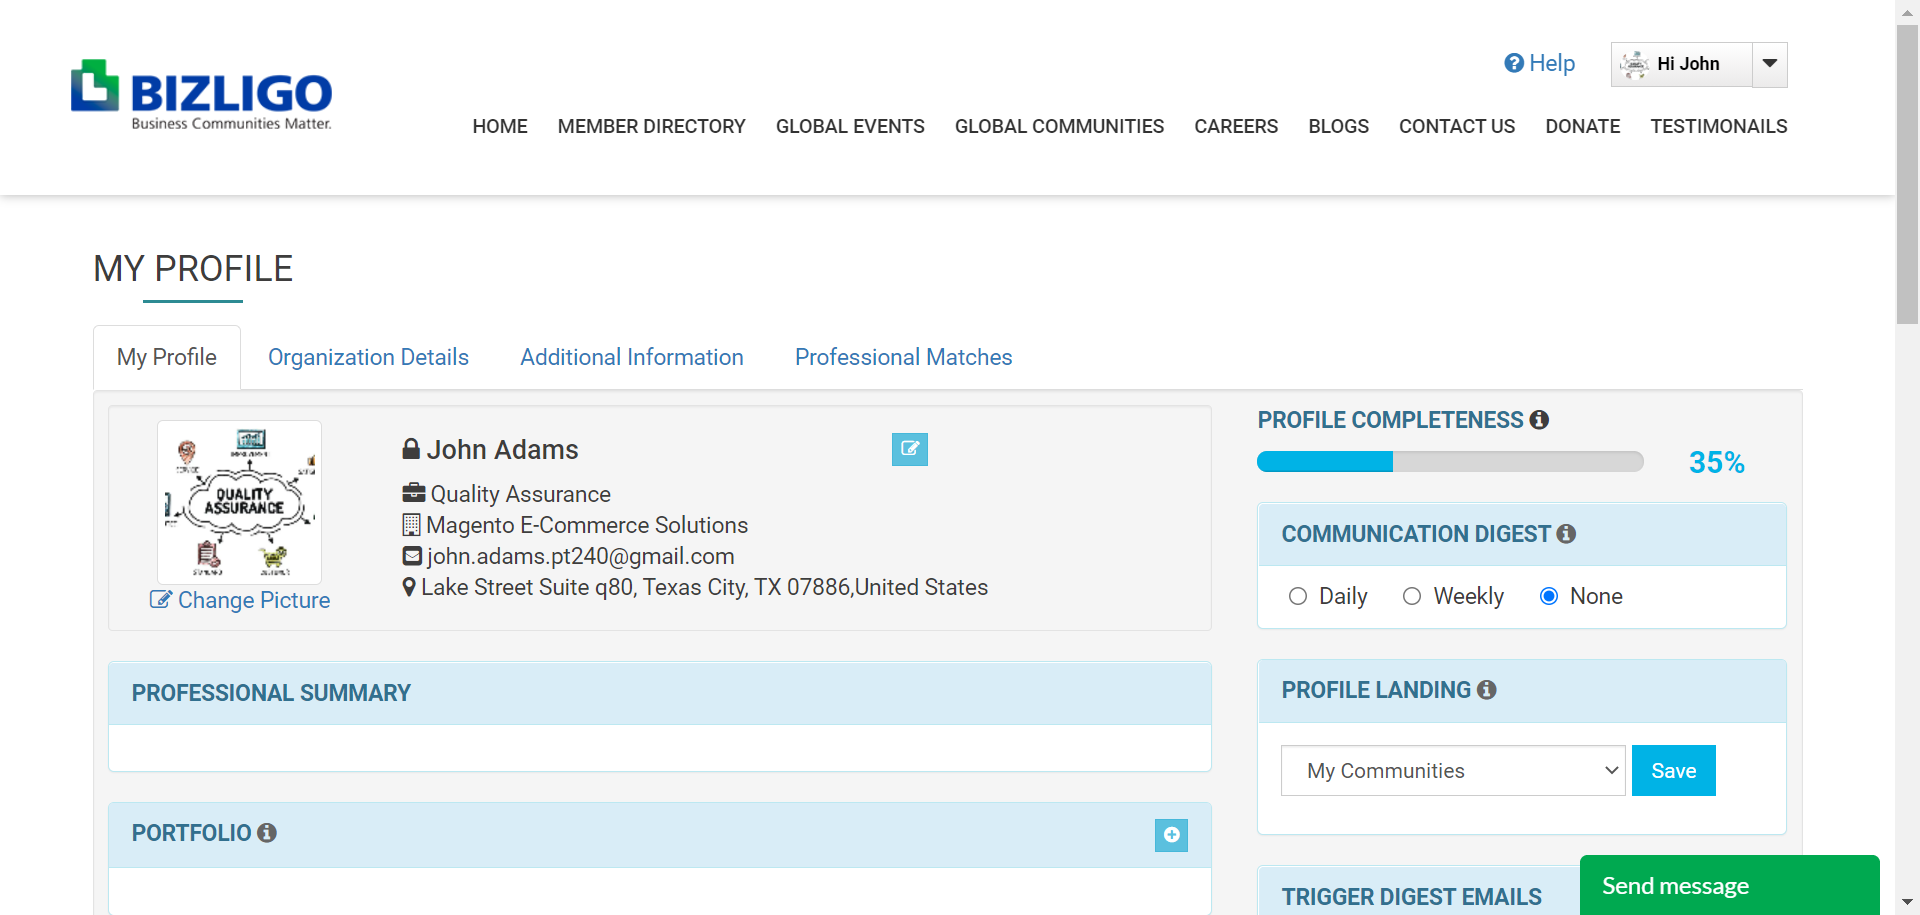 Help
Hi John
BIZLIGO
Business Communities Matter.
HOME MEMBER DIRECTORY GLOBAL EVENTS GLOBAL COMMUNITIES CAREERS BLOGS CONTACT US DONATE TESTIMONAILS
MY PROFILE
My Profile Organization Details Additional Information Professional Matches
QUALITY
ASSURANCE
Change Picture
John Adams
Quality Assurance
Magento E-Commerce Solutions
john.adams.pt240@gmail.com
Lake Street Suite q80, Texas City, TX 07886,United States
PROFESSIONAL SUMMARY
PORTFOLIO
PROFILE COMPLETENESS
35%
COMMUNICATION DIGEST
Daily Weekly None
PROFILE LANDING
My Communities Save
TRIGGER DIGEST EMAILS
Send message